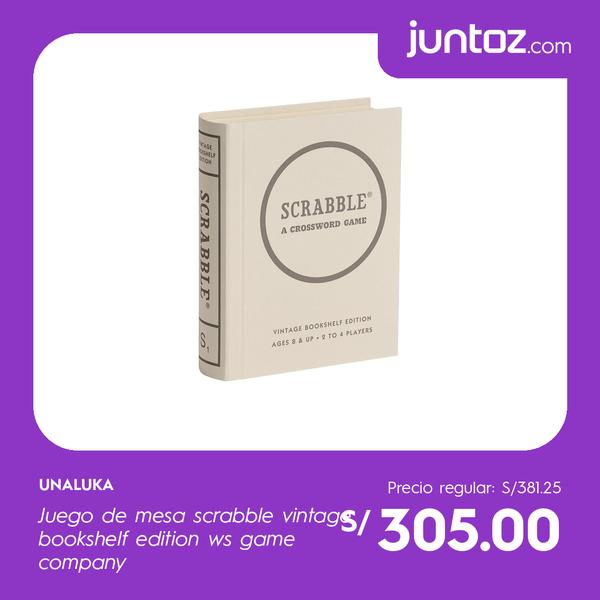 juntoz.com
VINTAGE
BOOKSHELF
EDITION
SCRABBLE®
S₁
SCRABBLE®
A CROSSWORD GAME
VINTAGE BOOKSHELF EDITION
AGES 8 & UP • 2 TO 4 PLAYERS
UNALUKA
Juego de mesa scrabble vintage
bookshelf edition ws game
company
Precio regular: S/381.25
S/ 305.00